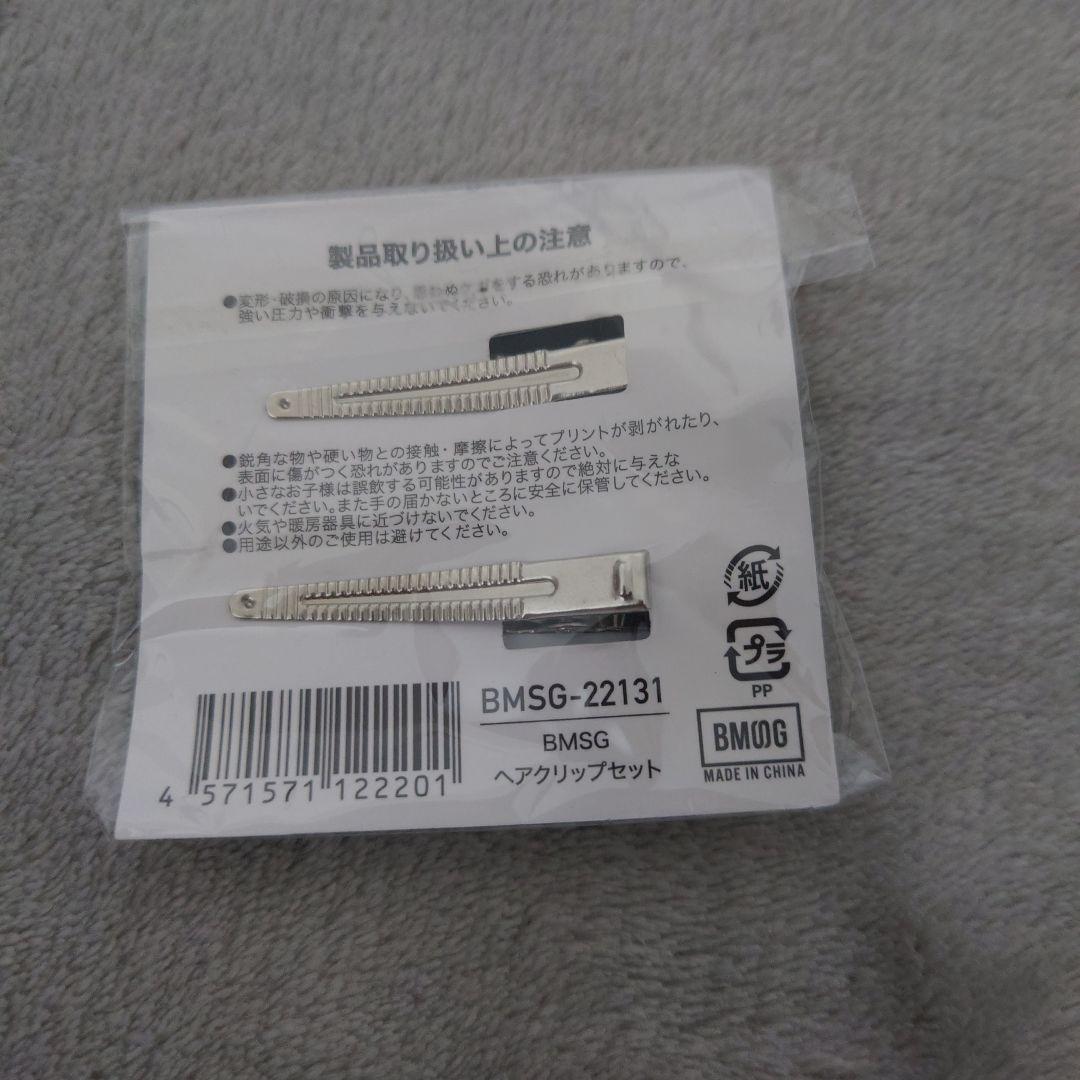 製品取り扱い上の注意
●変形・破損の原因になり、思わぬケガをする恐れがありますので、
強い圧力や衝撃を与えないでください。
●鋭角な物や硬い物との接触・摩擦によってプリントが剥がれたり、
表面に傷がつく恐れがありますのでご注意ください。
●小さなお子様は誤飲する可能性がありますので絶対に与えな
いでください。また手の届かないところに安全に保管してください。
●火気や暖房器具に近づけないでください。
●用途以外のご使用は避けてください。
紙
プラ
PP
BMSG-22131
BMSG
ヘアクリップセット
BMSG
MADE IN CHINA
4 571571 122201